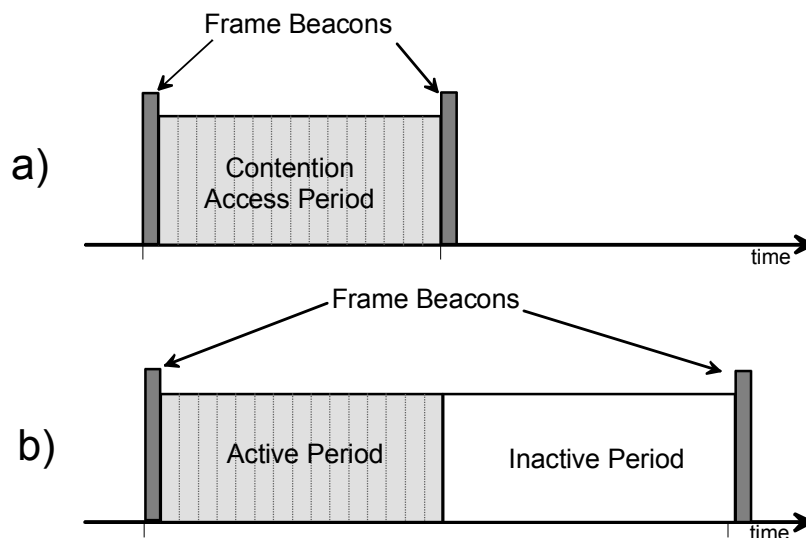 Frame Beacons
a)
Contention
Access Period
time
Frame Beacons
b)
Active Period
Inactive Period
time